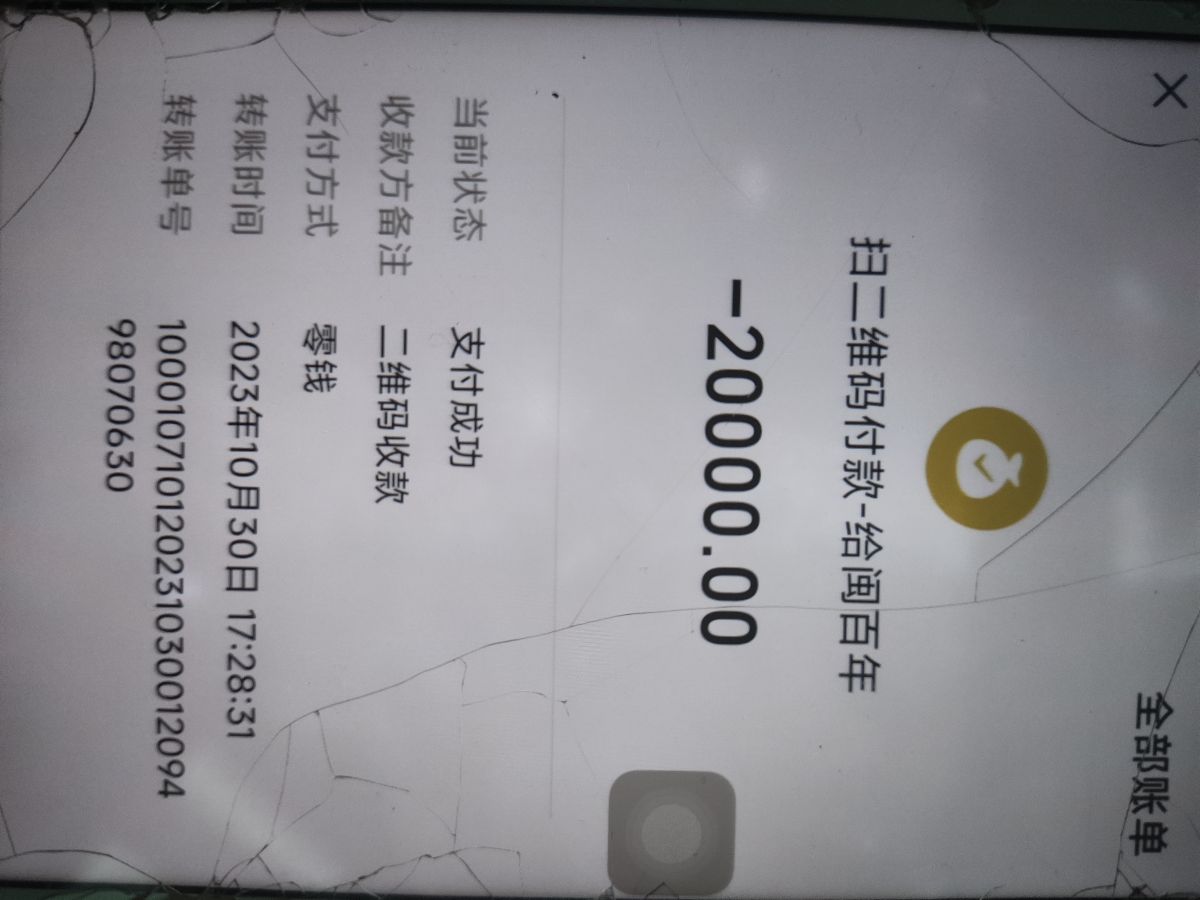 全部账单
扫二维码付款-给闽百年
-20000.00
当前状态 支付成功
收款方备注 二维码收款
支付方式 零钱
转账时间 2023年10月30日 17:28:31
转账单号 100010710120231030012094
98070630